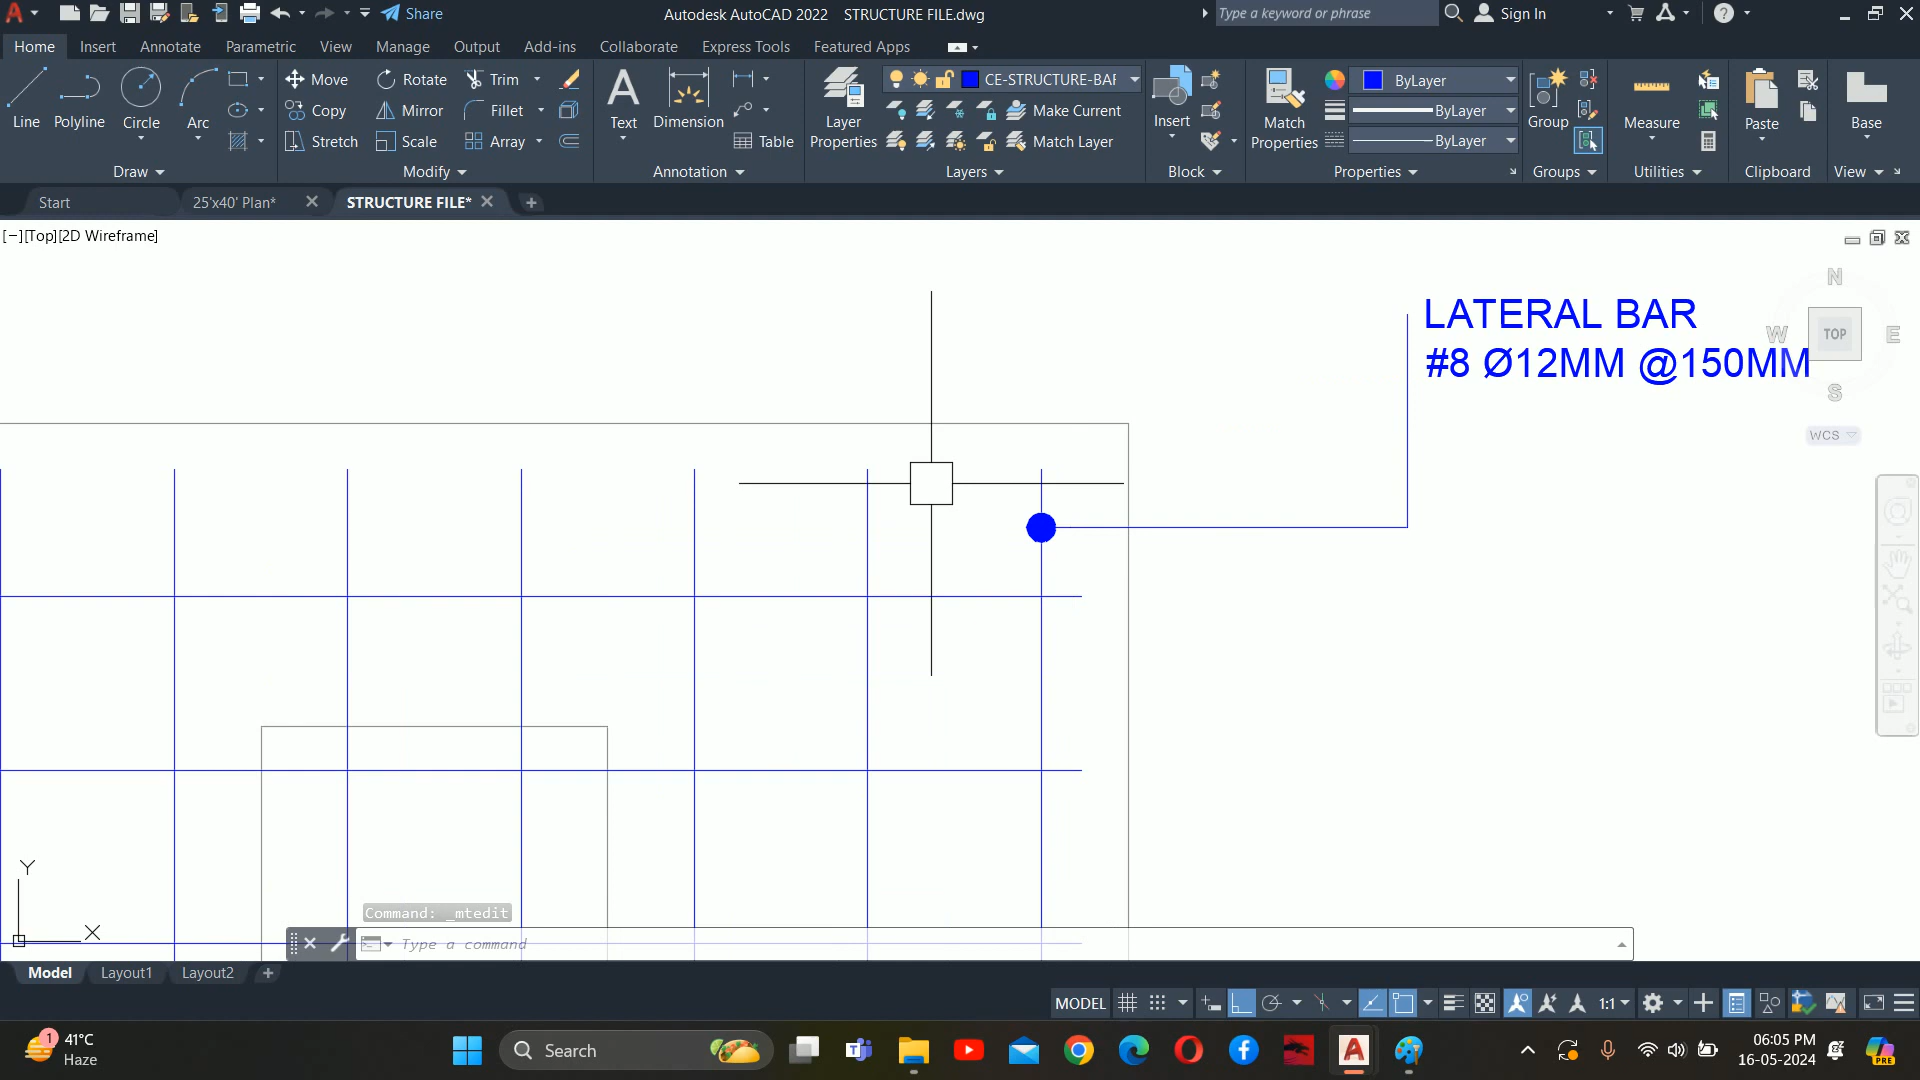 Share
Autodesk AutoCAD 2022 STRUCTURE FILE.dwg
Type a keyword or phrase
Sign In
Home Insert Annotate Parametric View Manage Output Add-ins Collaborate Express Tools Featured Apps
Line Polyline Circle Arc
Draw
Move Rotate Trim
Copy Mirror Fillet
Stretch Scale Array
Modify
Text Dimension Table
Annotation
Layer Properties
CE-STRUCTURE-BAR
Make Current
Match Layer
Layers
Insert
Block
Match Properties
ByLayer
ByLayer
ByLayer
Properties
Group
Groups
Measure
Utilities
Paste
Clipboard
Base
View
Start 25'x40' Plan* STRUCTURE FILE*
[−][Top][2D Wireframe]
LATERAL BAR
#8 Ø12MM @150MM
N
W TOP E
S
WCS
Y
X
Command: _mtedit
Type a command
Model Layout1 Layout2
MODEL 1:1
1
41°C
Haze
Search
PRE
06:05 PM
16-05-2024